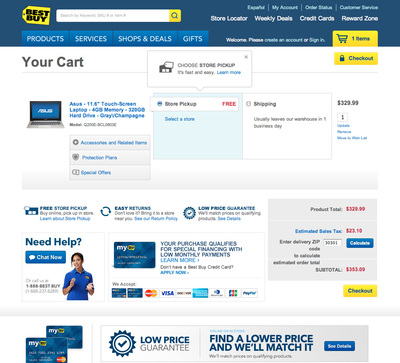 BEST BUY
Search by Keyword, SKU # or Item #
Español | My Account | Order Status | Customer Service
Store Locator Weekly Deals Credit Cards Reward Zone
PRODUCTS SERVICES SHOPS & DEALS GIFTS
Welcome. Please create an account or Sign in.
1 Items
Your Cart
CHOOSE STORE PICKUP
It's fast and easy. Learn more
Checkout
Asus - 11.6" Touch-Screen
Laptop - 4GB Memory - 320GB
Hard Drive - Gray/Champagne
Accessories and Related Items
Protection Plans
Special Offers
Store Pickup FREE
Select a store
Shipping
Usually leaves our warehouse in 1
business day
$329.99
1
Update
Remove
Move to Wish List
FREE STORE PICKUP
Buy online, pick up in store.
Learn about Store Pickup
EASY RETURNS
Don't love it? Bring it to a store
near you. See our Return Policy
LOW PRICE GUARANTEE
We'll match prices on qualifying
products. See Details.
Product Total: $329.99
Estimated Sales Tax: $23.10
Enter delivery ZIP
code 30301 Calculate
to calculate
estimated order total
SUBTOTAL: $353.09
Checkout
Need Help?
Chat Now
Or call us at
1-888-BEST BUY
(1-888-237-8289)
YOUR PURCHASE QUALIFIES
FOR SPECIAL FINANCING WITH
LOW MONTHLY PAYMENTS
LEARN MORE ›
Don't have a Best Buy Credit Card?
APPLY NOW ›
We Accept:
LOW PRICE
GUARANTEE
FIND A LOWER PRICE
AND WE'LL MATCH IT
We'll match prices on qualifying products.
See Details